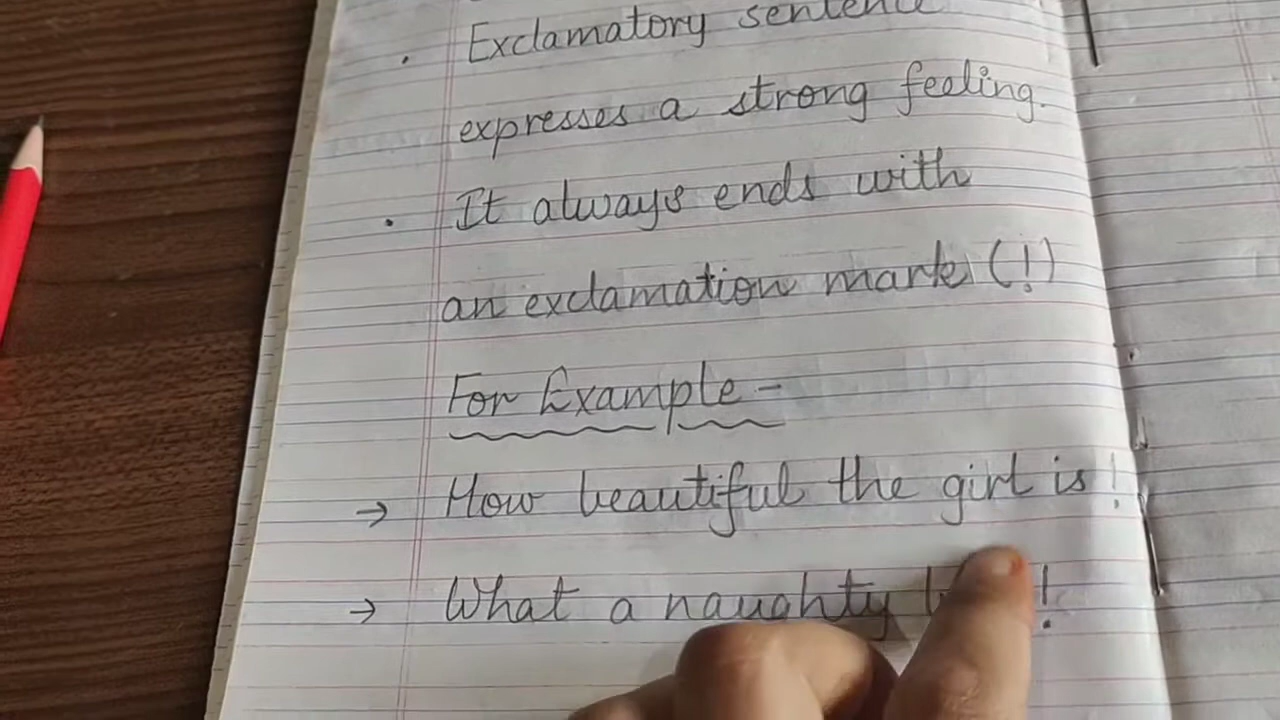 . Exclamatory sentence
expresses a strong feeling.
. It always ends with
an exclamation mark (!)
For Example -
→ How beautiful the girl is!
→ What a naughty !